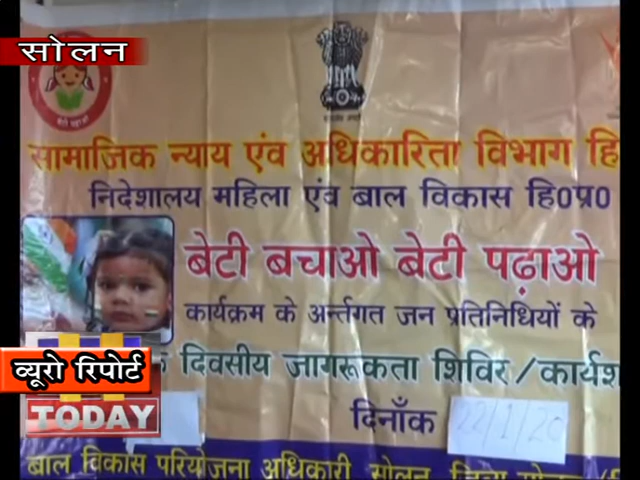 सोलन
बेटी पढ़ाओ
सामाजिक न्याय एंव अधिकारिता विभाग हि
निदेशालय महिला एंव बाल विकास हि0प्र0
बेटी बचाओ बेटी पढ़ाओ
कार्यक्रम के अर्न्तगत जन प्रतिनिधियों के
दिवसीय जागरूकता शिविर/कार्यश
ब्यूरो रिपोर्ट
TODAY
दिनाँक 22/1/20
बाल विकास परियोजना अधिकारी सोलन